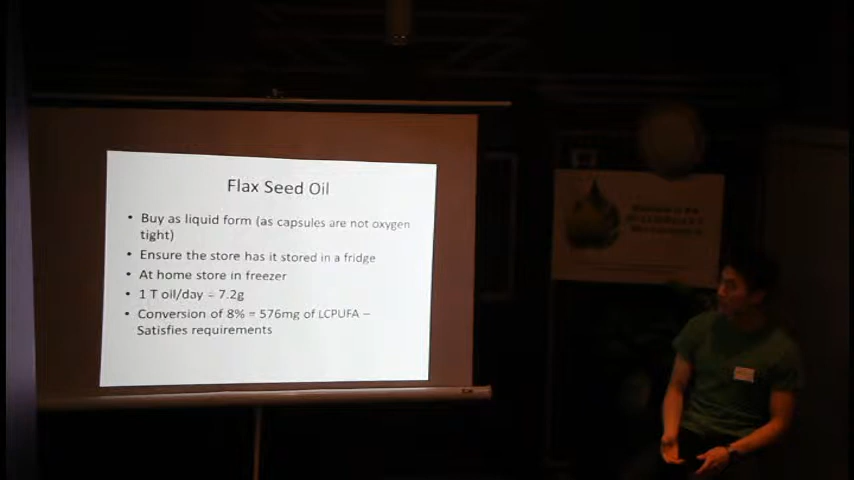 Flax Seed Oil
• Buy as liquid form (as capsules are not oxygen
tight)
• Ensure the store has it stored in a fridge
• At home store in freezer
• 1 T oil/day = 7.2g
• Conversion of 8% = 576mg of LCPUFA –
Satisfies requirements